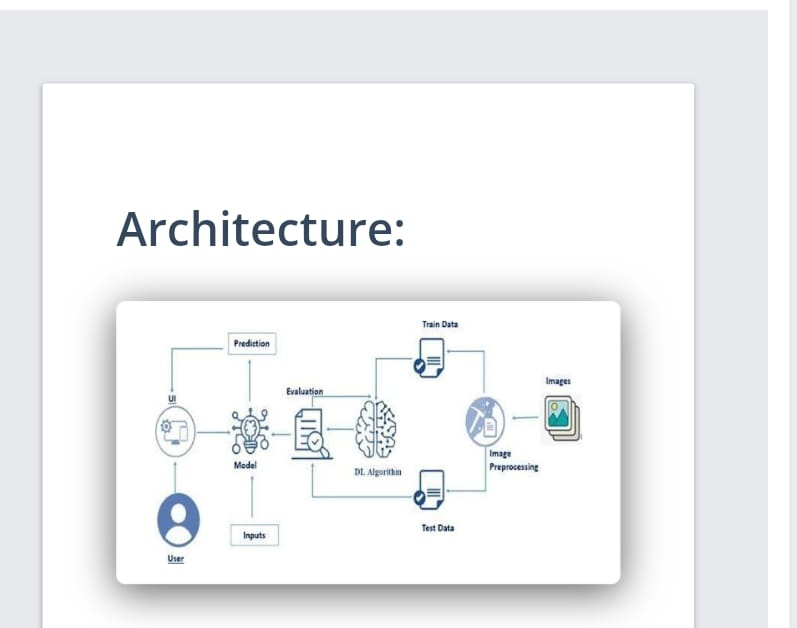 Architecture:
Train Data
Prediction
Images
Evaluation
UI
Image
Preprocessing
Model
DL Algorithm
Test Data
Inputs
User